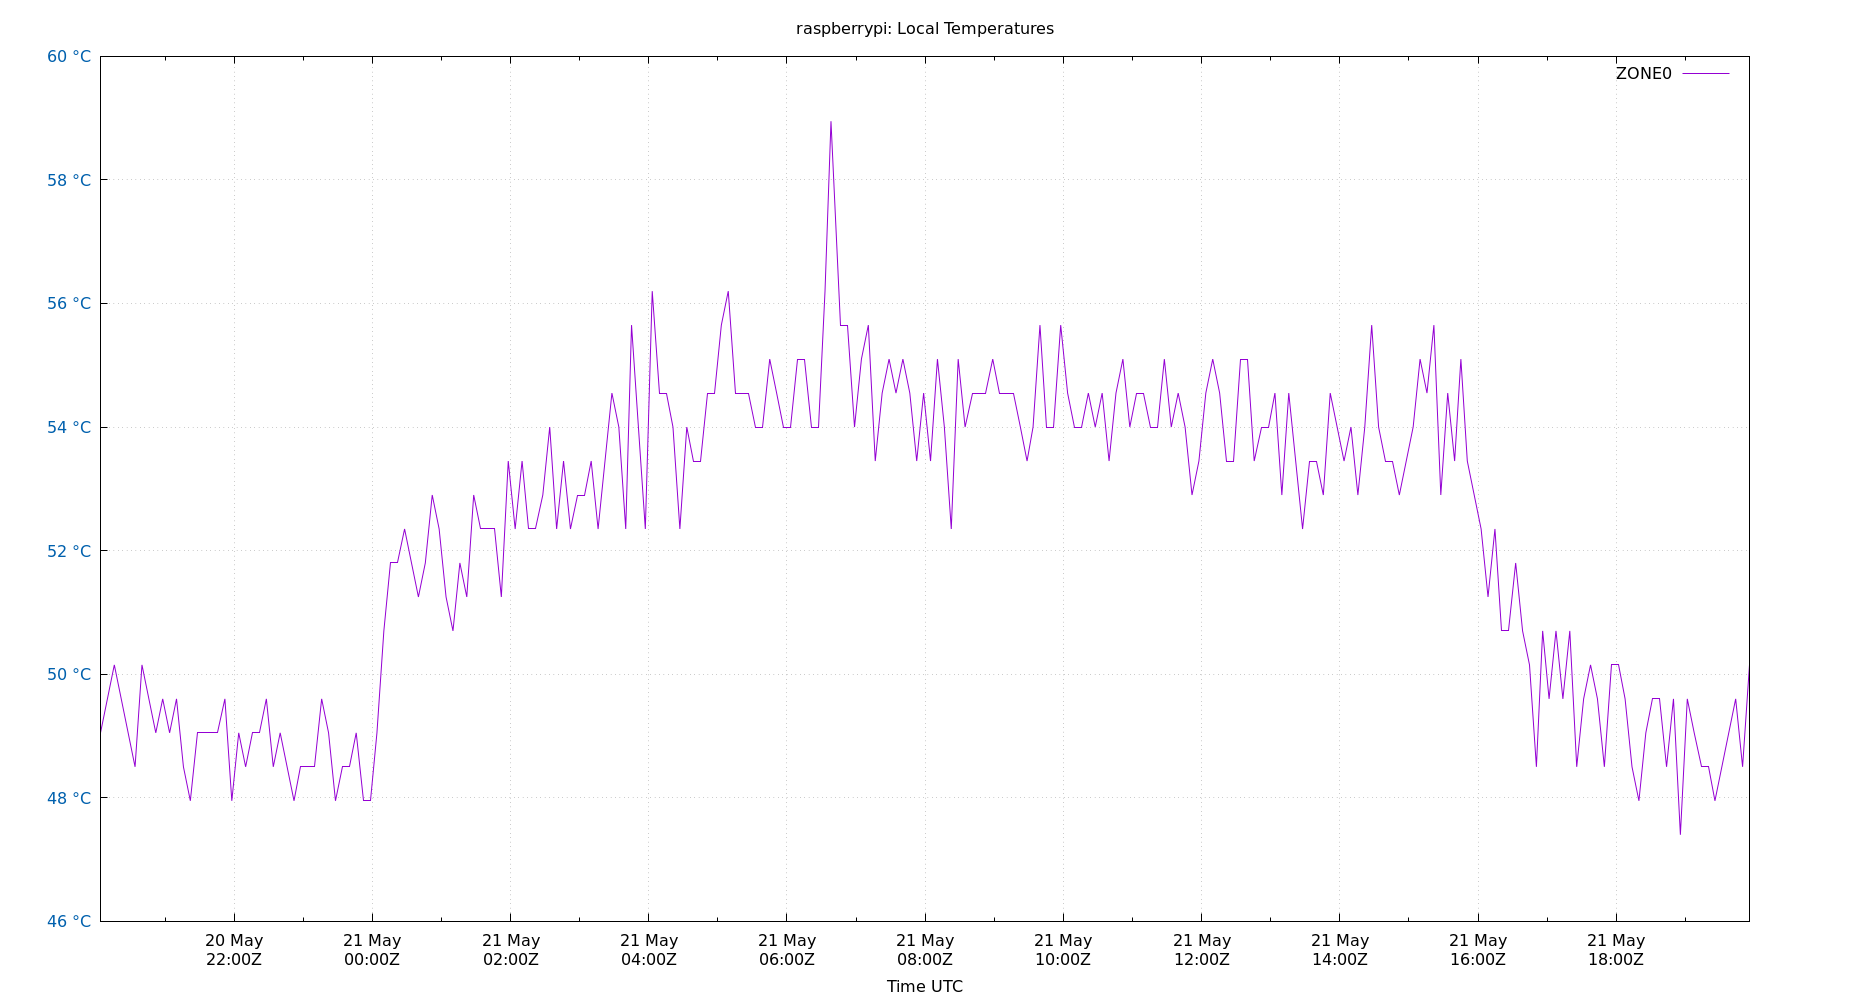 raspberrypi: Local Temperatures
60 °C
ZONE0
58 °C
56 °C
54 °C
52 °C
50 °C
48 °C
46 °C
20 May 21 May 21 May 21 May 21 May 21 May 21 May 21 May 21 May 21 May 21 May
22:00Z 00:00Z 02:00Z 04:00Z 06:00Z 08:00Z 10:00Z 12:00Z 14:00Z 16:00Z 18:00Z
Time UTC